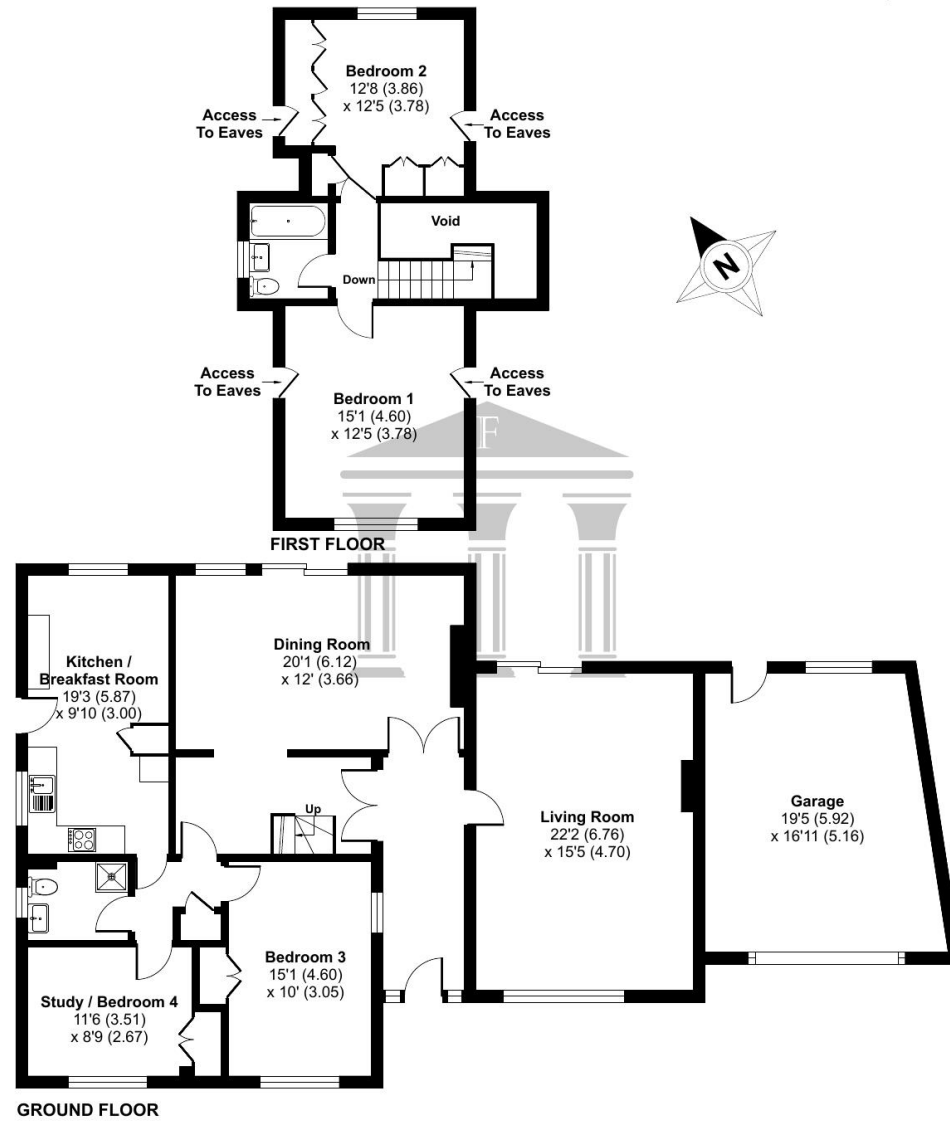 Bedroom 2
12'8 (3.86)
x 12'5 (3.78)
Access
To Eaves
Access
To Eaves
Void
Down
N
Access
To Eaves
Access
To Eaves
Bedroom 1
15'1 (4.60)
x 12'5 (3.78)
F
FIRST FLOOR
Dining Room
20'1 (6.12)
x 12' (3.66)
Kitchen /
Breakfast Room
19'3 (5.87)
x 9'10 (3.00)
Up
Living Room
22'2 (6.76)
x 15'5 (4.70)
Garage
19'5 (5.92)
x 16'11 (5.16)
Bedroom 3
15'1 (4.60)
x 10' (3.05)
Study / Bedroom 4
11'6 (3.51)
x 8'9 (2.67)
GROUND FLOOR